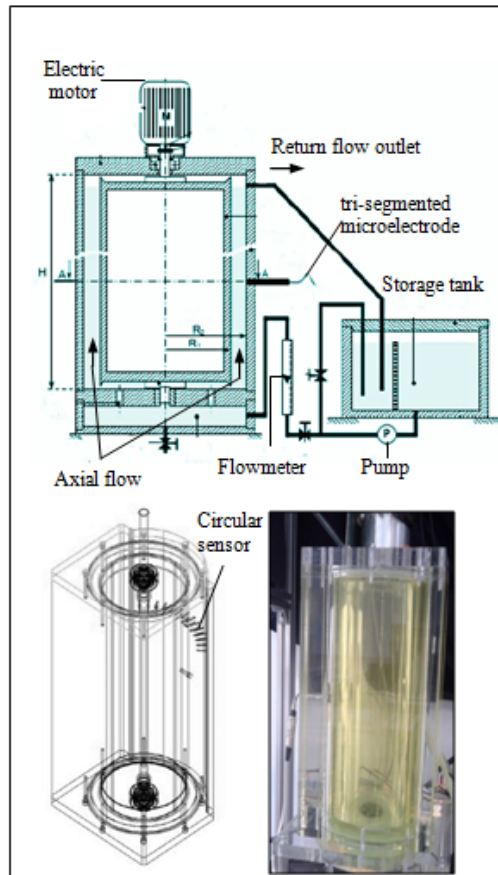 Electric
motor
M
Return flow outlet
tri-segmented
microelectrode
H
A
A
Storage tank
R2
R1
P
Axial flow
Flowmeter
Pump
Circular
sensor